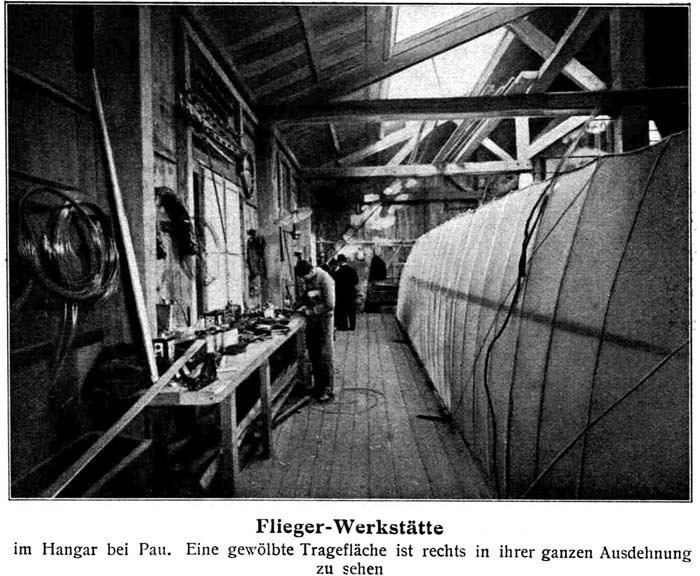 Flieger-Werkstätte
im Hangar bei Pau. Eine gewölbte Tragefläche ist rechts in ihrer ganzen Ausdehnung
zu sehen